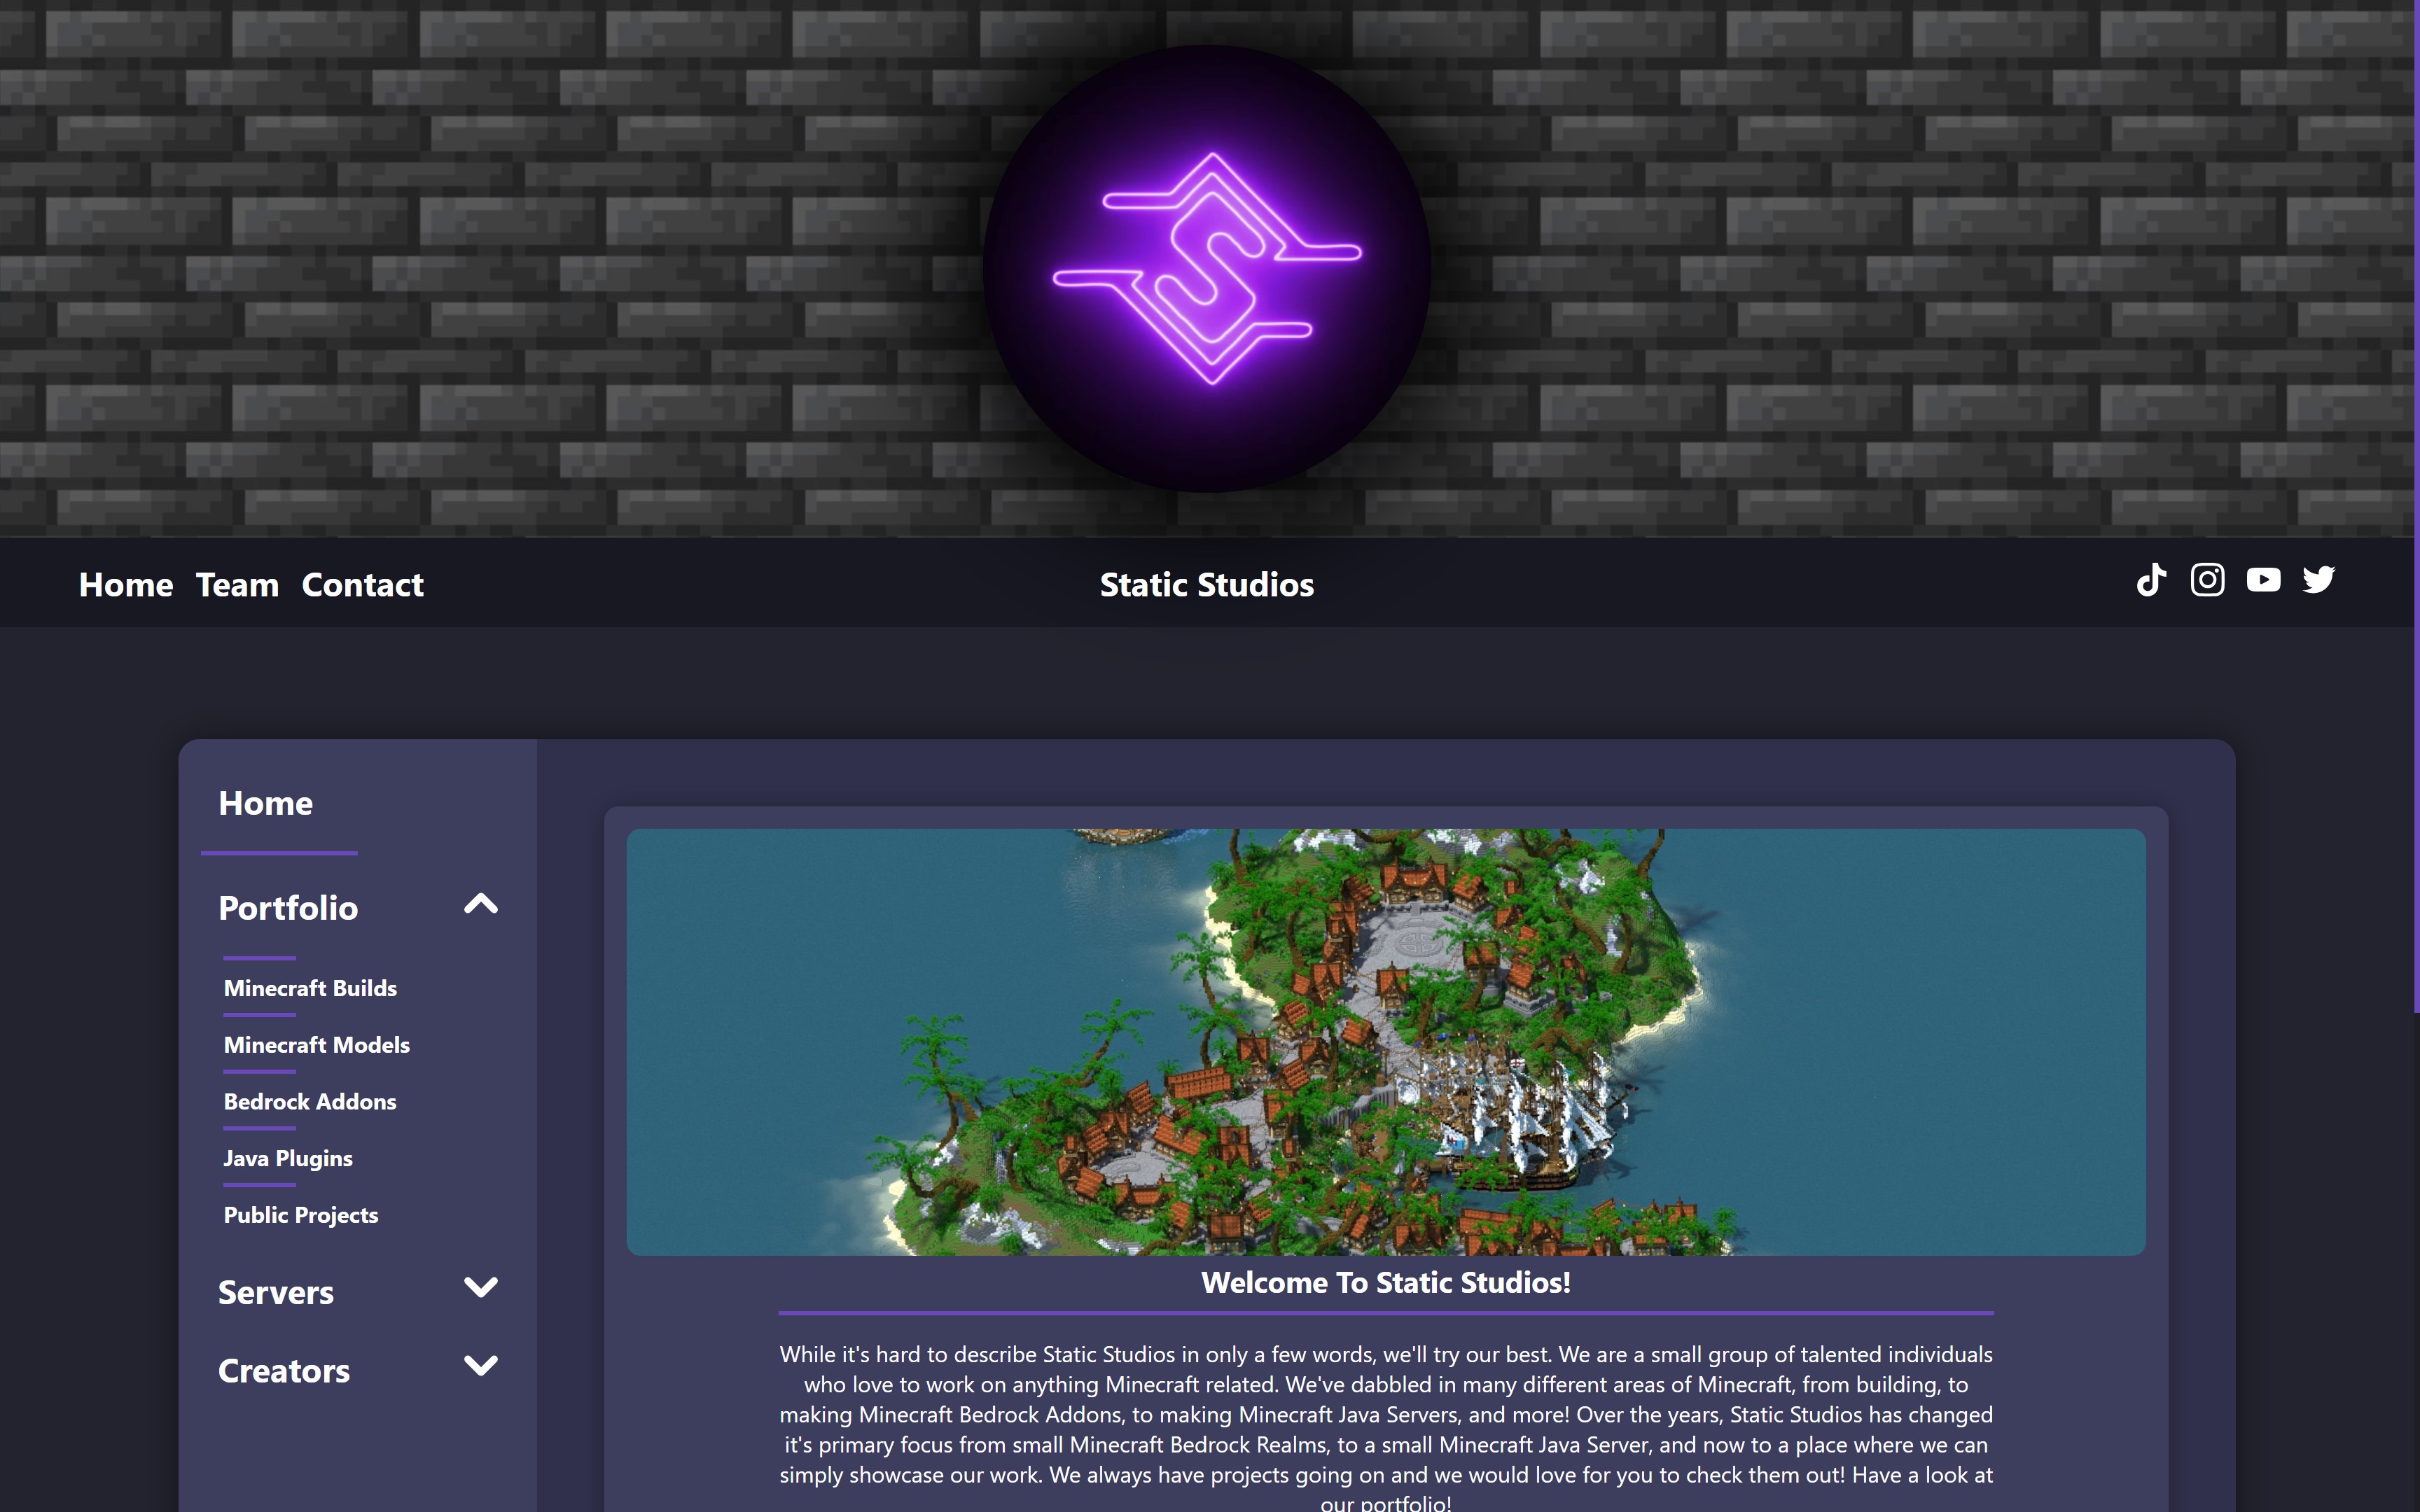 Home Team Contact
Static Studios
Home
Portfolio
Minecraft Builds
Minecraft Models
Bedrock Addons
Java Plugins
Public Projects
Servers
Creators
Welcome To Static Studios!
While it's hard to describe Static Studios in only a few words, we'll try our best. We are a small group of talented individuals
who love to work on anything Minecraft related. We've dabbled in many different areas of Minecraft, from building, to
making Minecraft Bedrock Addons, to making Minecraft Java Servers, and more! Over the years, Static Studios has changed
it's primary focus from small Minecraft Bedrock Realms, to a small Minecraft Java Server, and now to a place where we can
simply showcase our work. We always have projects going on and we would love for you to check them out! Have a look at
our portfolio!